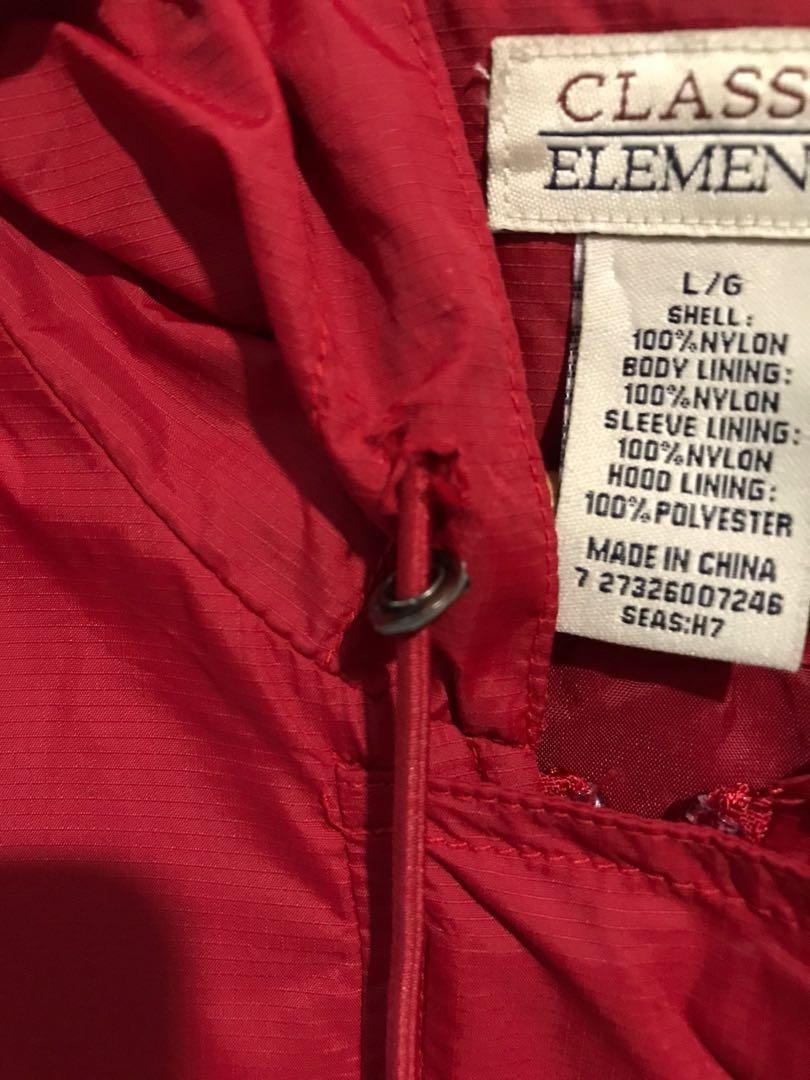 CLASS
ELEMEN
L/G
SHELL:
100%NYLON
BODY LINING:
100%NYLON
SLEEVE LINING:
100%NYLON
HOOD LINING:
100%POLYESTER
MADE IN CHINA
7 27326007246
SEAS:H7